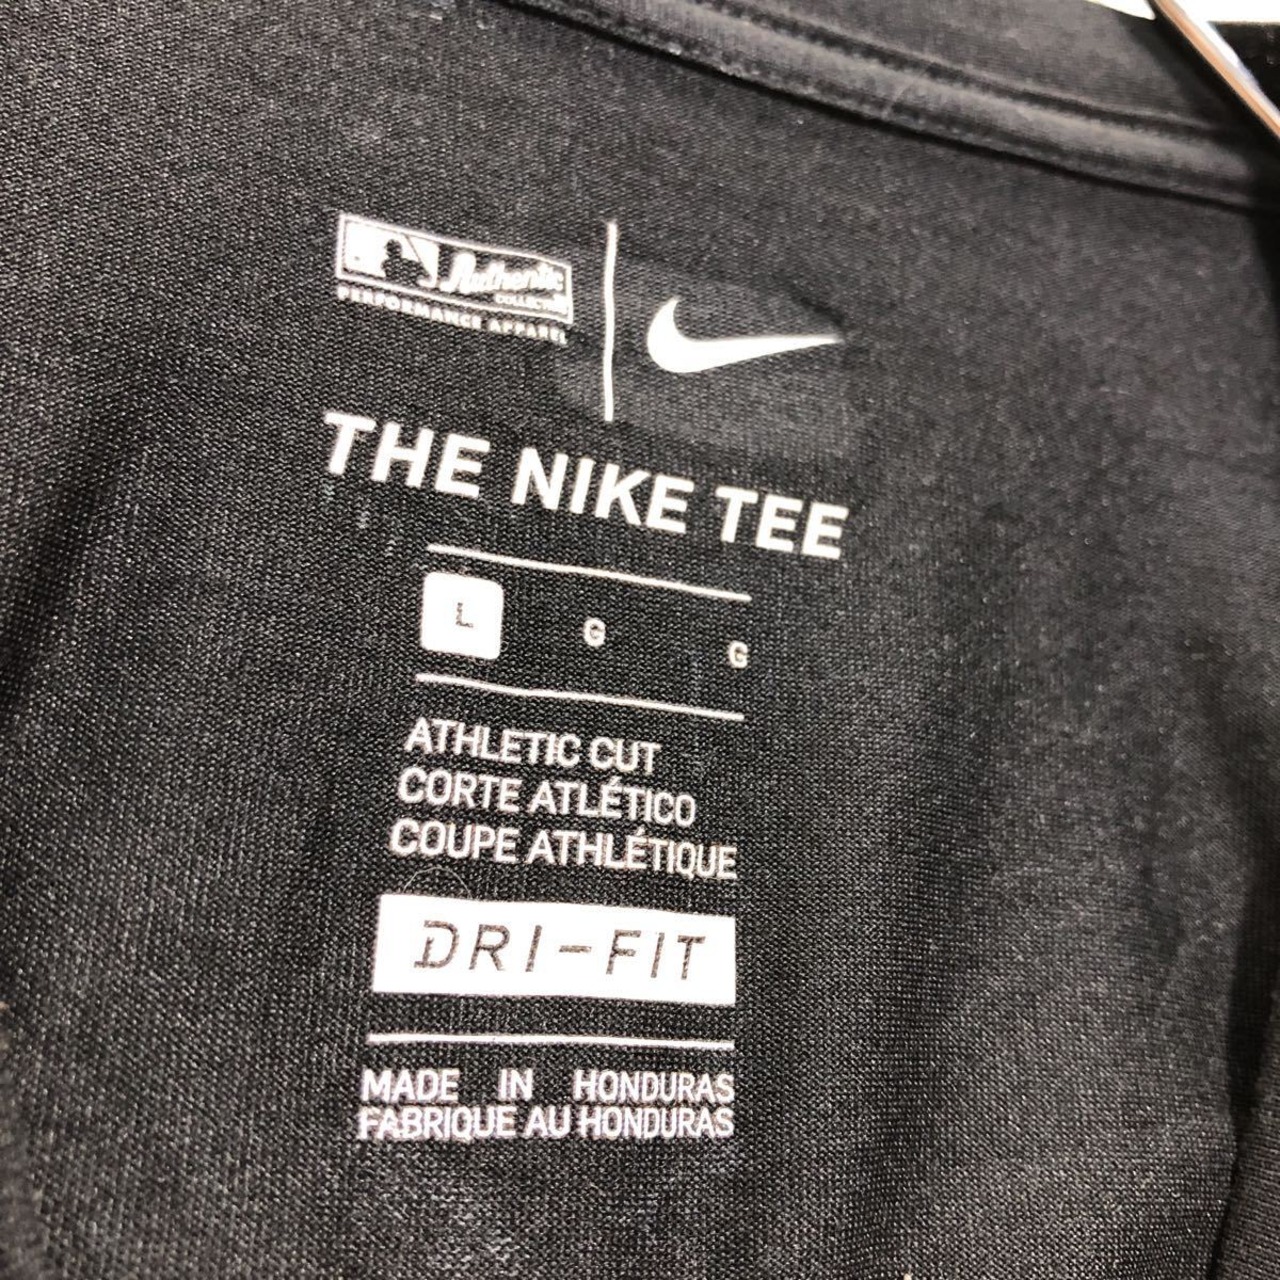 Authentic
COLLECTION
PERFORMANCE APPAREL
THE NIKE TEE
L G G
ATHLETIC CUT
CORTE ATLÉTICO
COUPE ATHLÉTIQUE
DRI-FIT
MADE IN HONDURAS
FABRIQUE AU HONDURAS